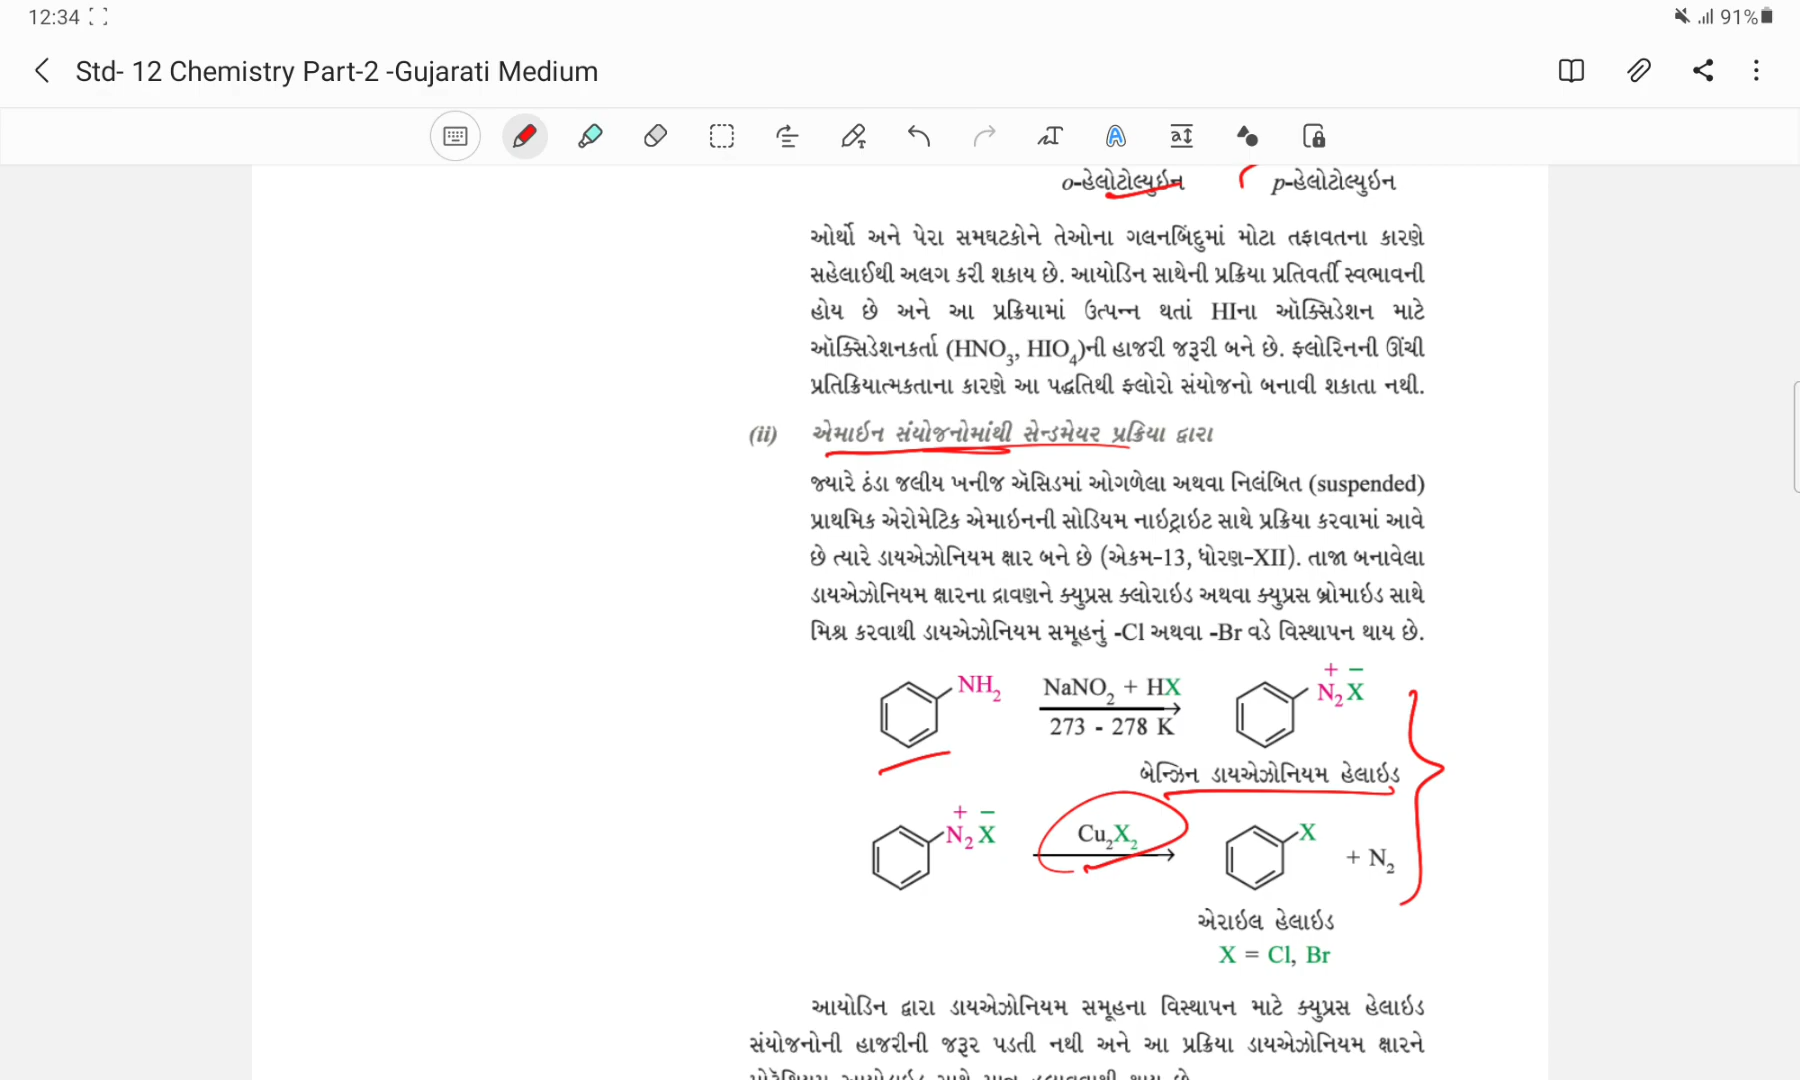 12:34
91%
Std- 12 Chemistry Part-2 -Gujarati Medium
o-હેલોટોલ્યુઇન p-હેલોટોલ્યુઇન
ઓર્થો અને પેરા સમઘટકોને તેઓના ગલનબિંદુમાં મોટા તફાવતના કારણે
સહેલાઈથી અલગ કરી શકાય છે. આયોડિન સાથેની પ્રક્રિયા પ્રતિવર્તી સ્વભાવની
હોય છે અને આ પ્રક્રિયામાં ઉત્પન્ન થતાં HIના ઑક્સિડેશન માટે
ઑક્સિડેશનકર્તા (HNO₃, HIO₄)ની હાજરી જરૂરી બને છે. ફ્લોરિનની ઊંચી
પ્રતિક્રિયાત્મકતાના કારણે આ પદ્ધતિથી ફ્લોરો સંયોજનો બનાવી શકાતા નથી.
(ii) એમાઇન સંયોજનોમાંથી સેન્ડમેયર પ્રક્રિયા દ્વારા
જ્યારે ઠંડા જલીય ખનીજ ઍસિડમાં ઓગળેલા અથવા નિલંબિત (suspended)
પ્રાથમિક એરોમેટિક એમાઇનની સોડિયમ નાઇટ્રાઇટ સાથે પ્રક્રિયા કરવામાં આવે
છે ત્યારે ડાયએઝોનિયમ ક્ષાર બને છે (એકમ-13, ધોરણ-XII). તાજા બનાવેલા
ડાયએઝોનિયમ ક્ષારના દ્રાવણને ક્યુપ્રસ ક્લોરાઇડ અથવા ક્યુપ્રસ બ્રોમાઇડ સાથે
મિશ્ર કરવાથી ડાયએઝોનિયમ સમૂહનું -Cl અથવા -Br વડે વિસ્થાપન થાય છે.
NH₂ NaNO₂ + HX N₂⁺X⁻
273 - 278 K
બેન્ઝિન ડાયએઝોનિયમ હેલાઇડ
N₂⁺X⁻ Cu₂X₂ X + N₂
એરાઇલ હેલાઇડ
X = Cl, Br
આયોડિન દ્વારા ડાયએઝોનિયમ સમૂહના વિસ્થાપન માટે ક્યુપ્રસ હેલાઇડ
સંયોજનોની હાજરીની જરૂર પડતી નથી અને આ પ્રક્રિયા ડાયએઝોનિયમ ક્ષારને